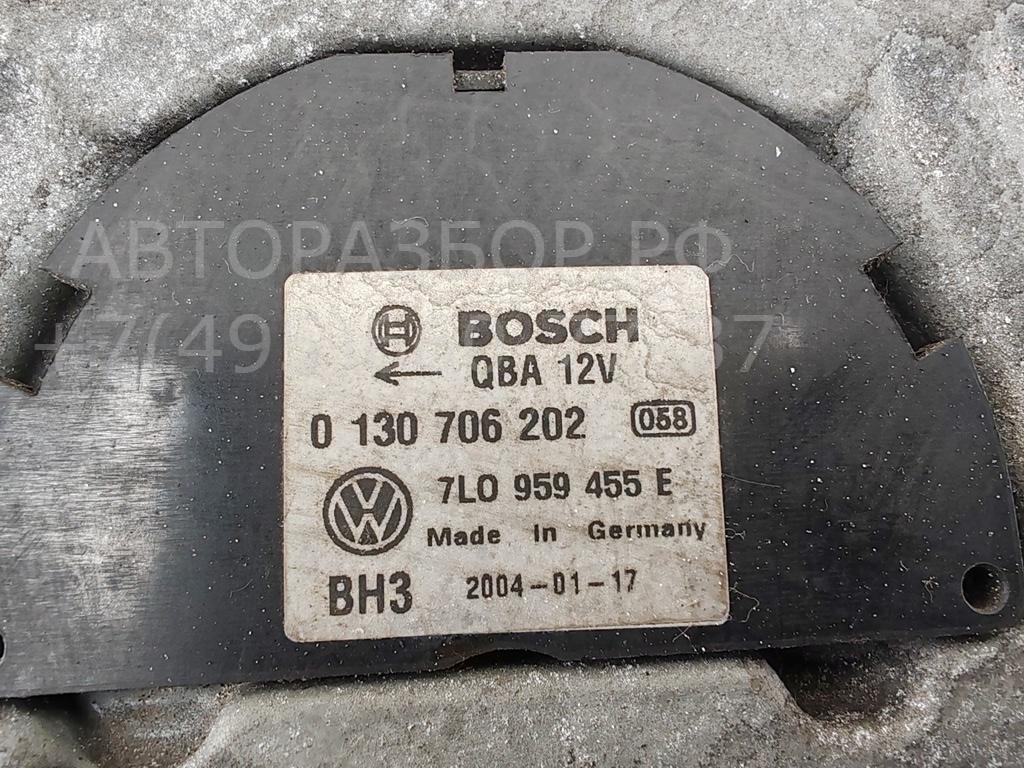 АВТОРАЗБОР.РФ
BOSCH
QBA 12V
0 130 706 202 058
7L0 959 455 E
Made In Germany
BH3 2004-01-17